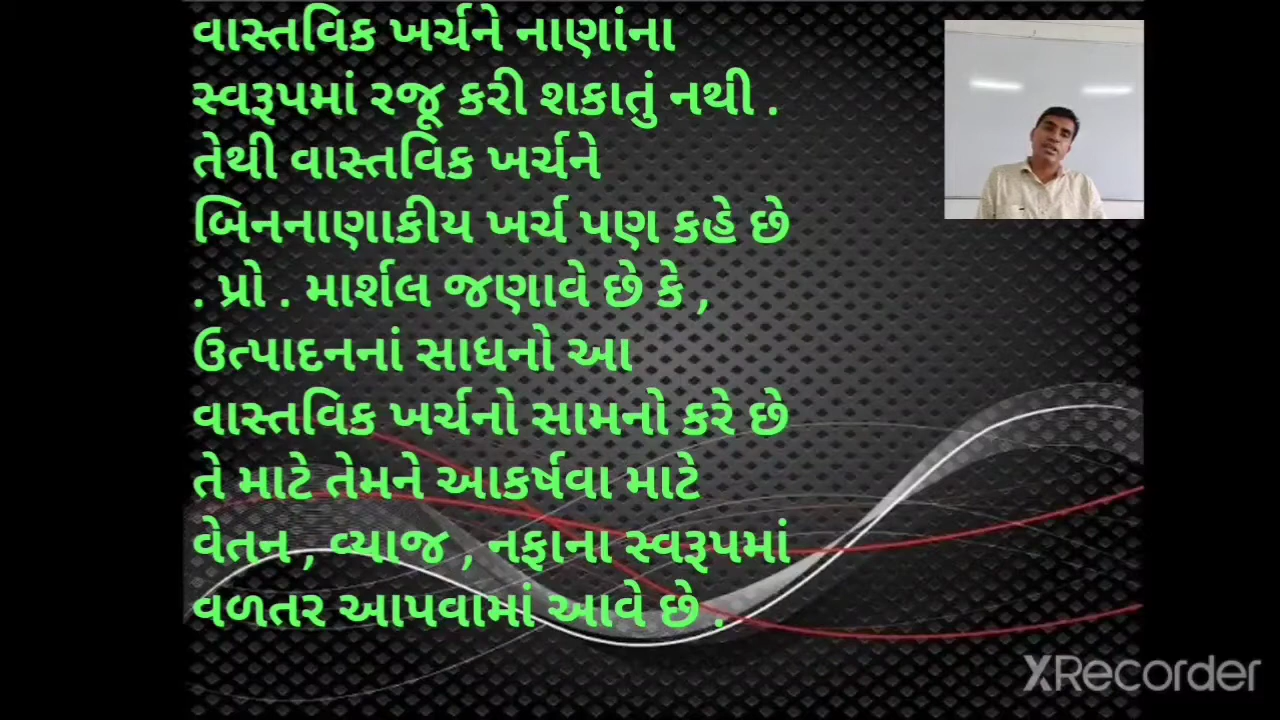 વાસ્તવિક ખર્ચને નાણાંના
સ્વરૂપમાં રજૂ કરી શકાતું નથી .
તેથી વાસ્તવિક ખર્ચને
બિનનાણાકીય ખર્ચ પણ કહે છે
. પ્રો . માર્શલ જણાવે છે કે ,
ઉત્પાદનનાં સાધનો આ
વાસ્તવિક ખર્ચનો સામનો કરે છે
તે માટે તેમને આકર્ષવા માટે
વેતન , વ્યાજ , નફાના સ્વરૂપમાં
વળતર આપવામાં આવે છે .
XRecorder